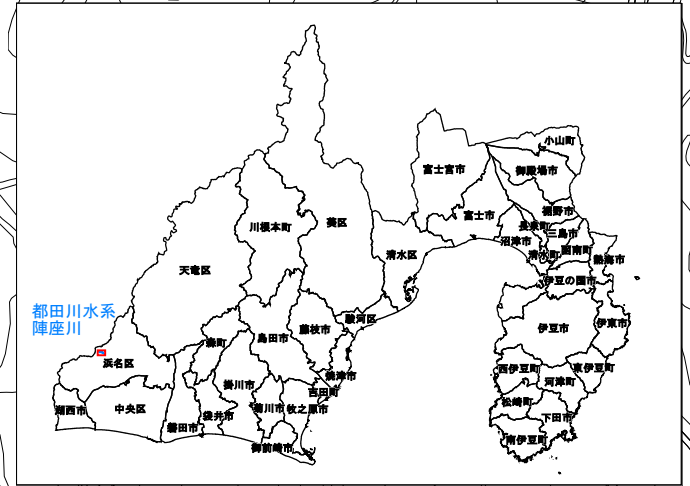 小山町
御殿場市
富士宮市
裾野市
富士市
長泉町
三島市
沼津市
函南町
清水町
熱海市
葵区
川根本町
清水区
天竜区
伊豆の国市
都田川水系
陣座川
駿河区
伊東市
伊豆市
藤枝市
島田市
森町
浜名区
西伊豆町
東伊豆町
焼津市
河津町
掛川市
吉田町
松崎町
湖西市
中央区
菊川市
牧之原市
袋井市
下田市
磐田市
南伊豆町
御前崎市